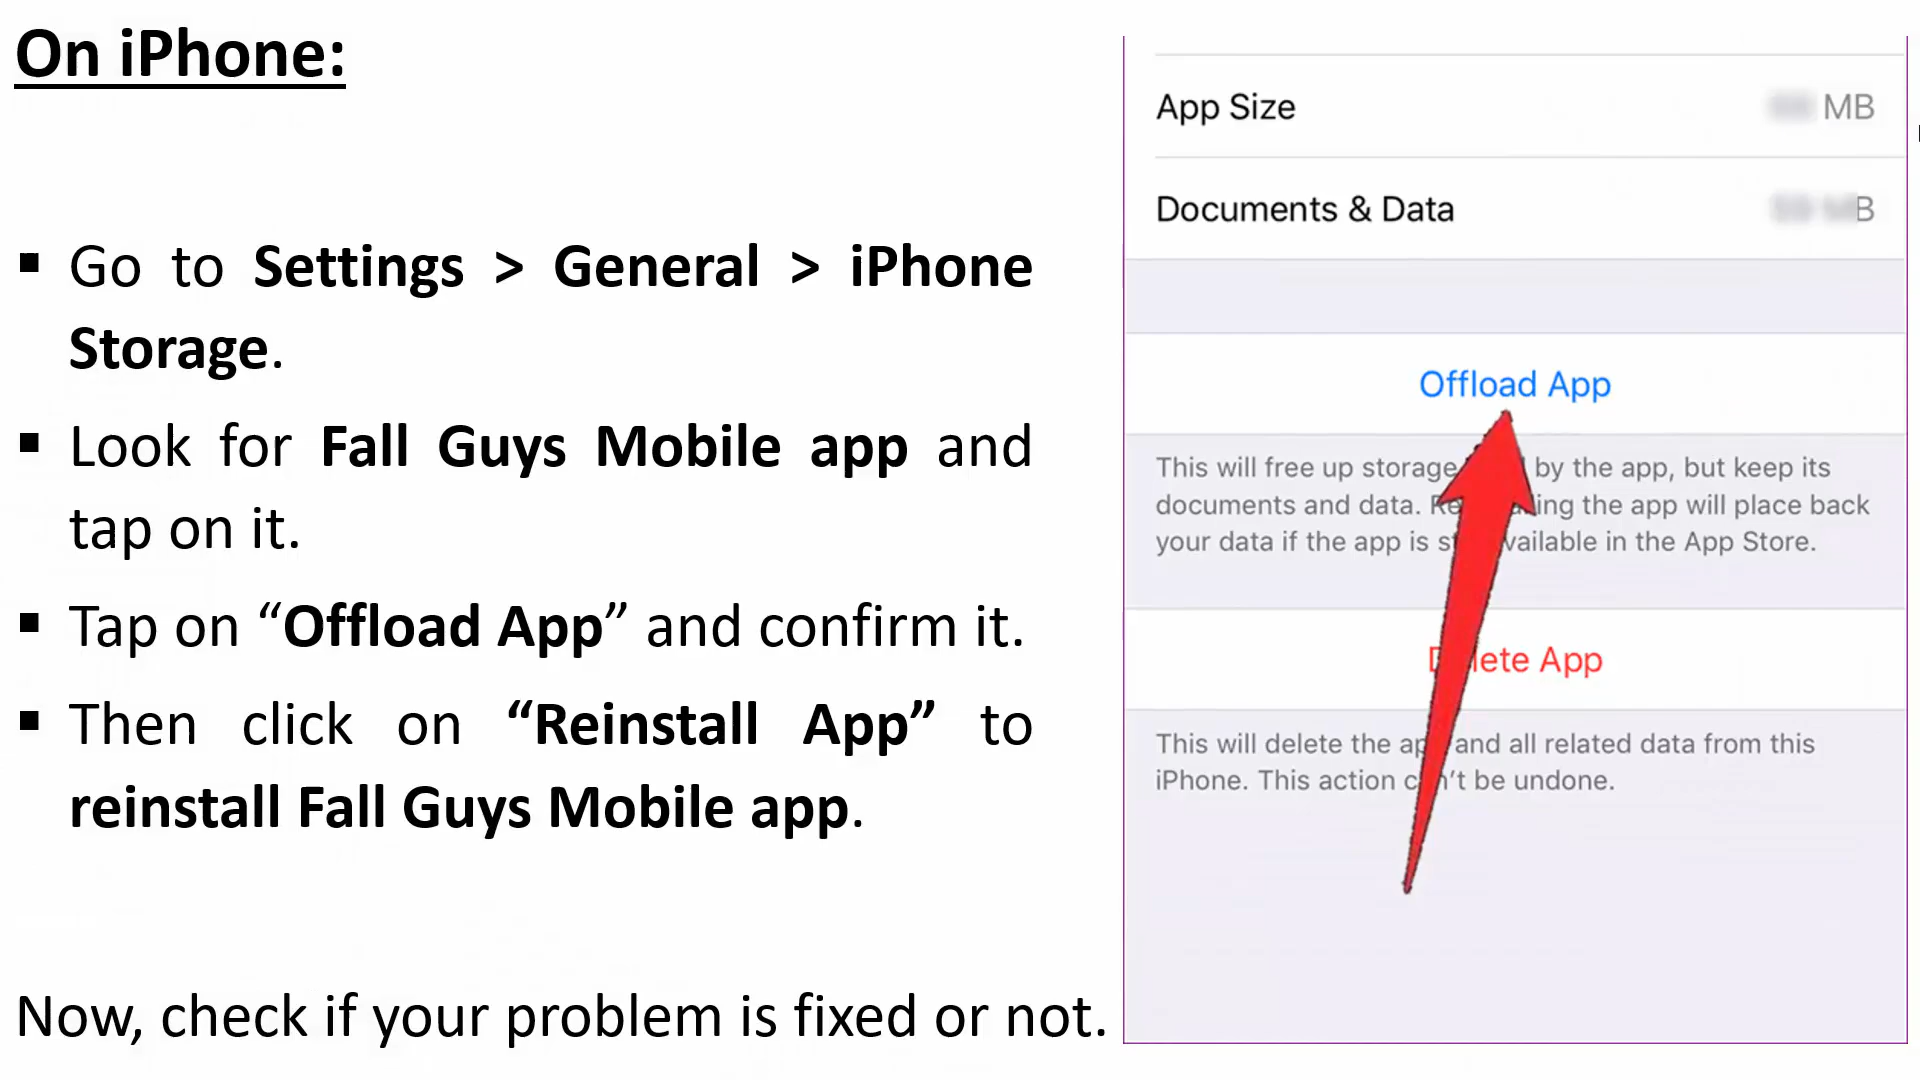 On iPhone:
▪ Go to Settings > General > iPhone
Storage.
▪ Look for Fall Guys Mobile app and
tap on it.
▪ Tap on “Offload App” and confirm it.
▪ Then click on “Reinstall App” to
reinstall Fall Guys Mobile app.
Now, check if your problem is fixed or not.
App Size MB
Documents & Data
Offload App
This will free up storage by the app, but keep its
documents and data. the app will place back
your data if the app is available in the App Store.
Delete App
This will delete the app and all related data from this
iPhone. This action can’t be undone.